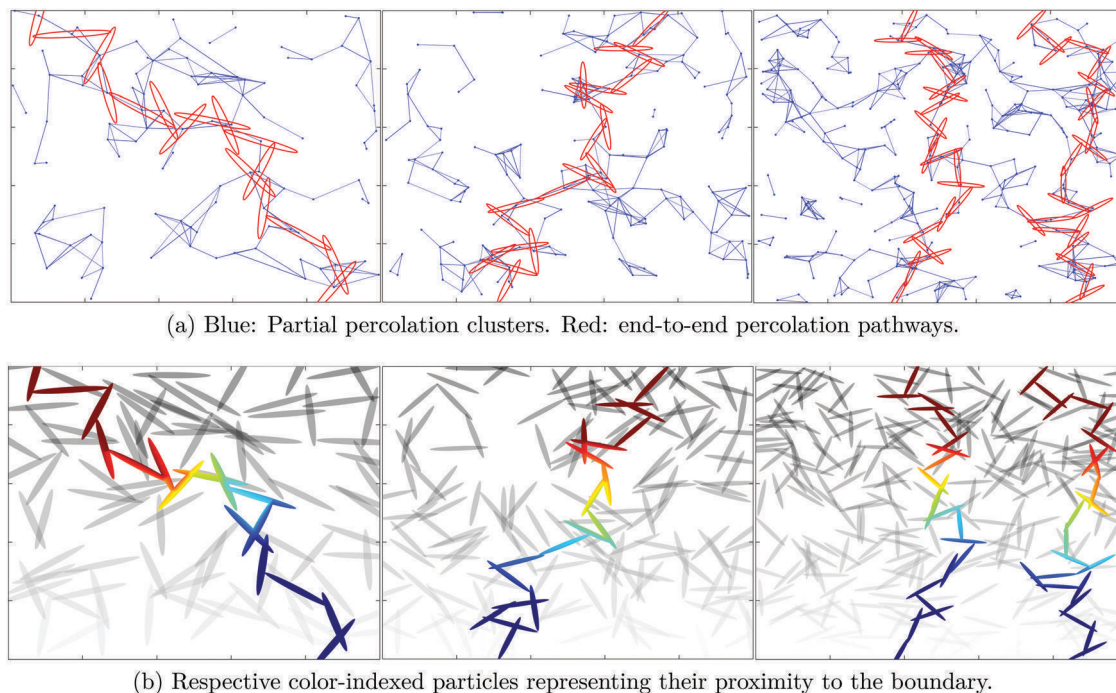 (a) Blue: Partial percolation clusters. Red: end-to-end percolation pathways.
(b) Respective color-indexed particles representing their proximity to the boundary.